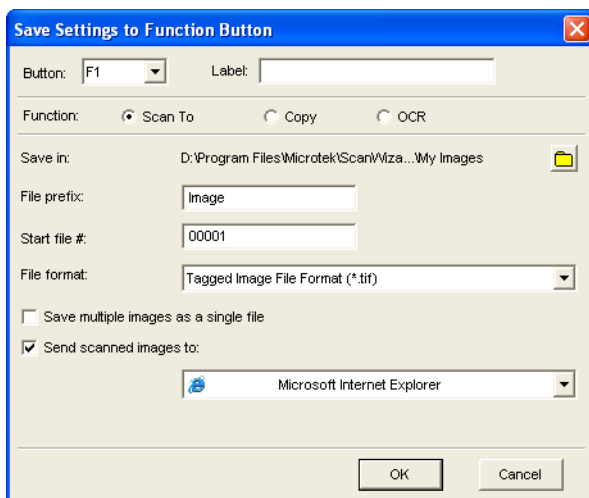 Save Settings to Function Button
Button: F1 Label:
Function: Scan To Copy OCR
Save in: D:\Program Files\Microtek\ScanWiza...\My Images
File prefix: Image
Start file #: 00001
File format: Tagged Image File Format (*.tif)
Save multiple images as a single file
Send scanned images to:
Microsoft Internet Explorer
OK Cancel